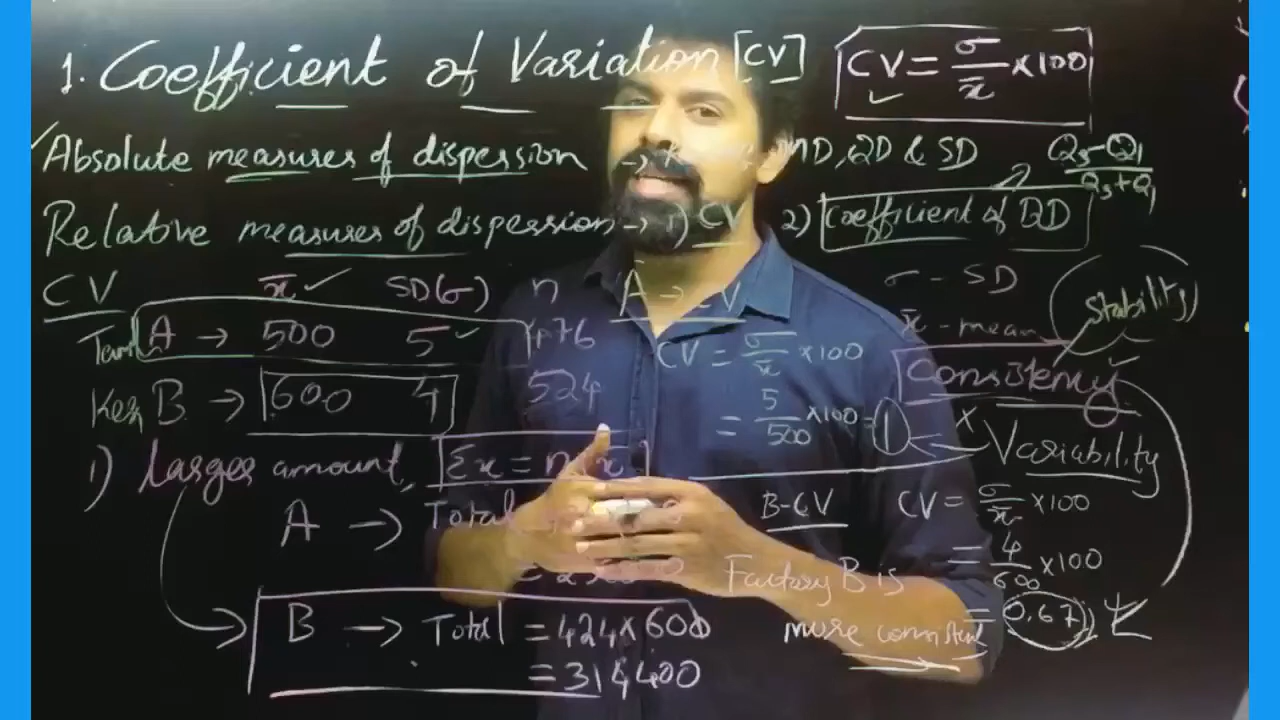 1. Coefficient of Variation [CV]
CV = σ/x̄ ×100
Absolute measures of dispersion → MD, QD & SD
Q3-Q1/Q3+Q1
Relative measures of dispersion → 1) CV 2) Coefficient of QD
CV x̄ SD(σ) n
A → 500 5 476
B → 600 4 524
A → CV
CV = σ/x̄ ×100
= 5/500 ×100 = 1
σ - SD
x̄ - mean
Stability
Consistency
x Variability
1) larger amount, Σx = n x̄
A → Total
B → Total = 424×600
= 314400
B-CV
CV = σ/x̄ ×100
= 4/600 ×100
= 0.67
Factory B is
more consistent